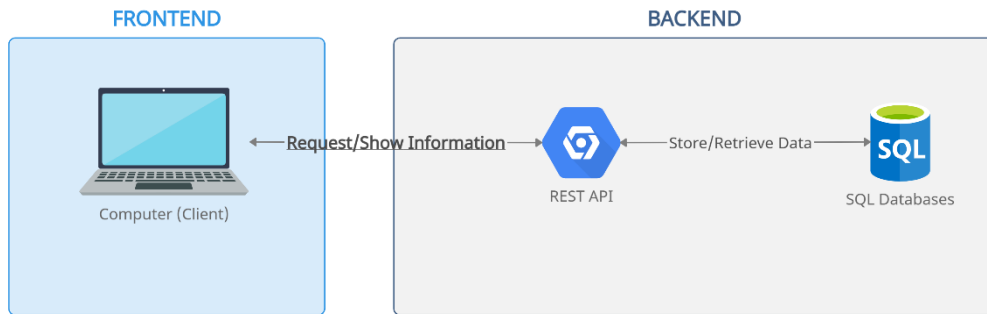 FRONTEND
BACKEND
Request/Show Information
Store/Retrieve Data
SQL
Computer (Client)
REST API
SQL Databases